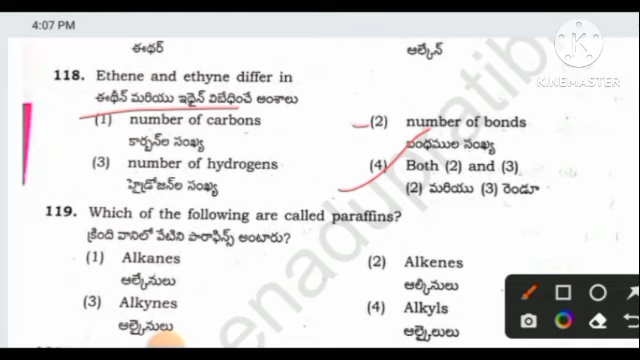 4:07 PM
ఈథర్ ఆల్కేన్
118. Ethene and ethyne differ in
ఈథీన్ మరియు ఇథైన్ విబేధించే అంశాలు
(1) number of carbons (2) number of bonds
కార్బన్‌ల సంఖ్య బంధముల సంఖ్య
(3) number of hydrogens (4) Both (2) and (3)
హైడ్రోజన్‌ల సంఖ్య (2) మరియు (3) రెండూ
119. Which of the following are called paraffins?
క్రింది వానిలో వేటిని పారాఫిన్స్ అంటారు?
(1) Alkanes (2) Alkenes
ఆల్కేనులు ఆల్కీనులు
(3) Alkynes (4) Alkyls
ఆల్కైనులు ఆల్కైలులు
enadupratib
KINEMASTER